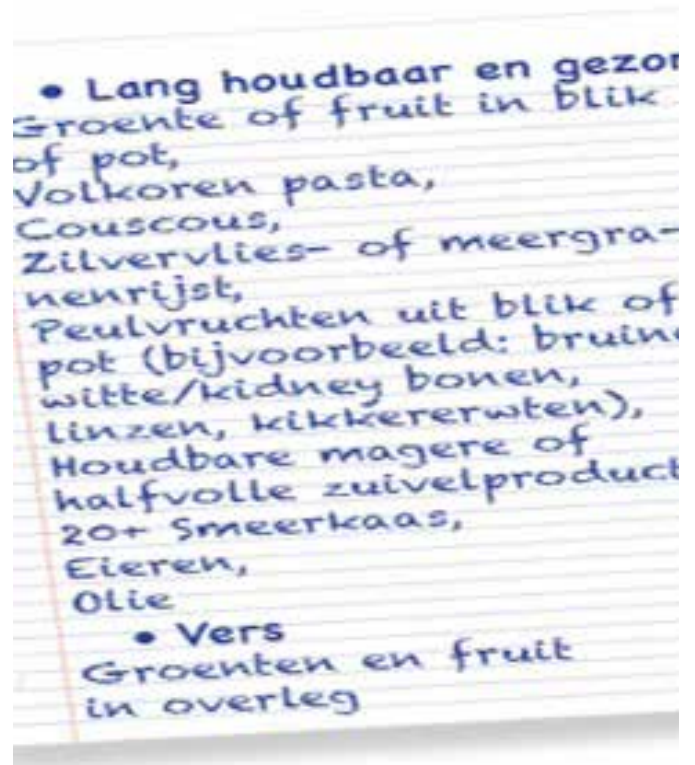 • Lang houdbaar en gezon
Groente of fruit in blik
of pot,
Volkoren pasta,
Couscous,
Zilvervlies- of meergra-
nenrijst,
Peulvruchten uit blik of
pot (bijvoorbeeld: bruine
witte/kidney bonen,
linzen, kikkererwten),
Houdbare magere of
halfvolle zuivelproduct
20+ Smeerkaas,
Eieren,
Olie
• Vers
Groenten en fruit
in overleg